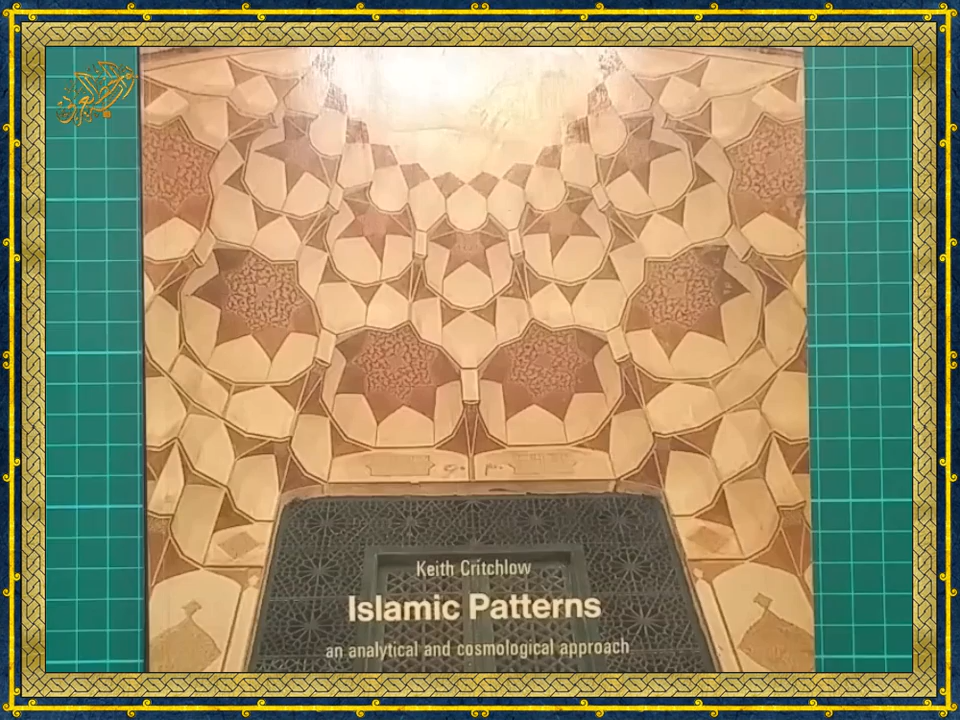 Keith Critchlow
Islamic Patterns
an analytical and cosmological approach